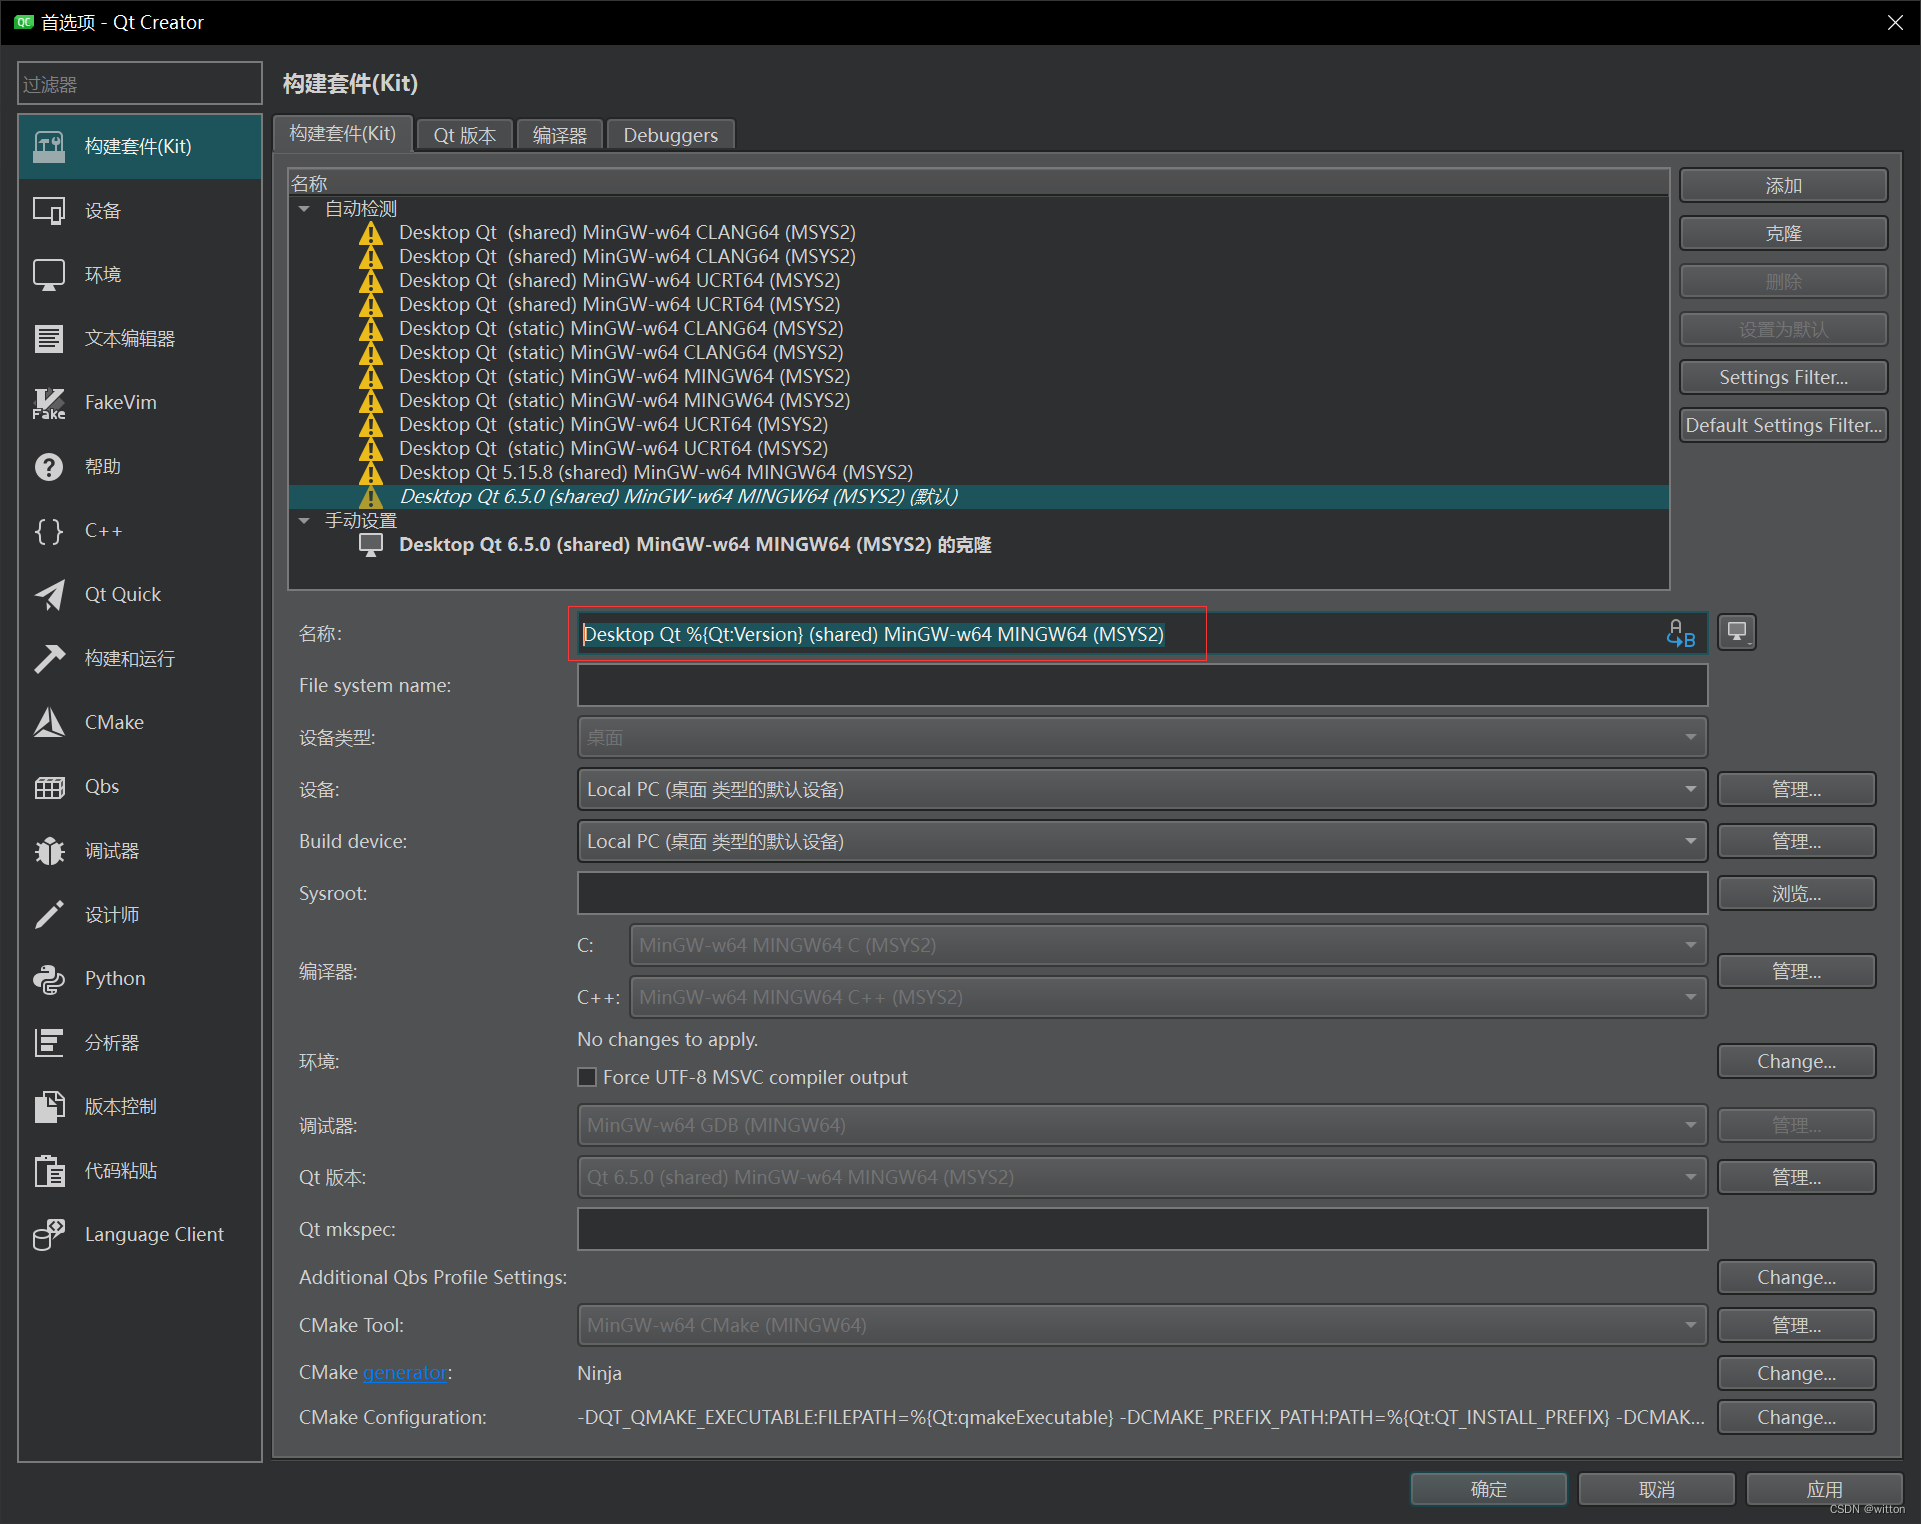 QC 首选项 - Qt Creator
过滤器
构建套件(Kit)
设备
环境
文本编辑器
Fake FakeVim
帮助
C++
Qt Quick
构建和运行
CMake
Qbs
调试器
设计师
Python
分析器
版本控制
代码粘贴
Language Client
构建套件(Kit)
构建套件(Kit) Qt 版本 编译器 Debuggers
名称
自动检测
Desktop Qt  (shared) MinGW-w64 CLANG64 (MSYS2)
Desktop Qt  (shared) MinGW-w64 CLANG64 (MSYS2)
Desktop Qt  (shared) MinGW-w64 UCRT64 (MSYS2)
Desktop Qt  (shared) MinGW-w64 UCRT64 (MSYS2)
Desktop Qt  (static) MinGW-w64 CLANG64 (MSYS2)
Desktop Qt  (static) MinGW-w64 CLANG64 (MSYS2)
Desktop Qt  (static) MinGW-w64 MINGW64 (MSYS2)
Desktop Qt  (static) MinGW-w64 MINGW64 (MSYS2)
Desktop Qt  (static) MinGW-w64 UCRT64 (MSYS2)
Desktop Qt  (static) MinGW-w64 UCRT64 (MSYS2)
Desktop Qt 5.15.8 (shared) MinGW-w64 MINGW64 (MSYS2)
Desktop Qt 6.5.0 (shared) MinGW-w64 MINGW64 (MSYS2) (默认)
手动设置
Desktop Qt 6.5.0 (shared) MinGW-w64 MINGW64 (MSYS2) 的克隆
添加
克隆
删除
设置为默认
Settings Filter...
Default Settings Filter...
名称: Desktop Qt %{Qt:Version} (shared) MinGW-w64 MINGW64 (MSYS2) A B
File system name:
设备类型: 桌面
设备: Local PC (桌面 类型的默认设备) 管理...
Build device: Local PC (桌面 类型的默认设备) 管理...
Sysroot: 浏览...
编译器: C: MinGW-w64 MINGW64 C (MSYS2) 管理...
C++: MinGW-w64 MINGW64 C++ (MSYS2)
环境: No changes to apply. Change...
Force UTF-8 MSVC compiler output
调试器: MinGW-w64 GDB (MINGW64) 管理...
Qt 版本: Qt 6.5.0 (shared) MinGW-w64 MINGW64 (MSYS2) 管理...
Qt mkspec:
Additional Qbs Profile Settings: Change...
CMake Tool: MinGW-w64 CMake (MINGW64) 管理...
CMake generator: Ninja Change...
CMake Configuration: -DQT_QMAKE_EXECUTABLE:FILEPATH=%{Qt:qmakeExecutable} -DCMAKE_PREFIX_PATH:PATH=%{Qt:QT_INSTALL_PREFIX} -DCMAK... Change...
确定 取消 应用
CSDN @witton